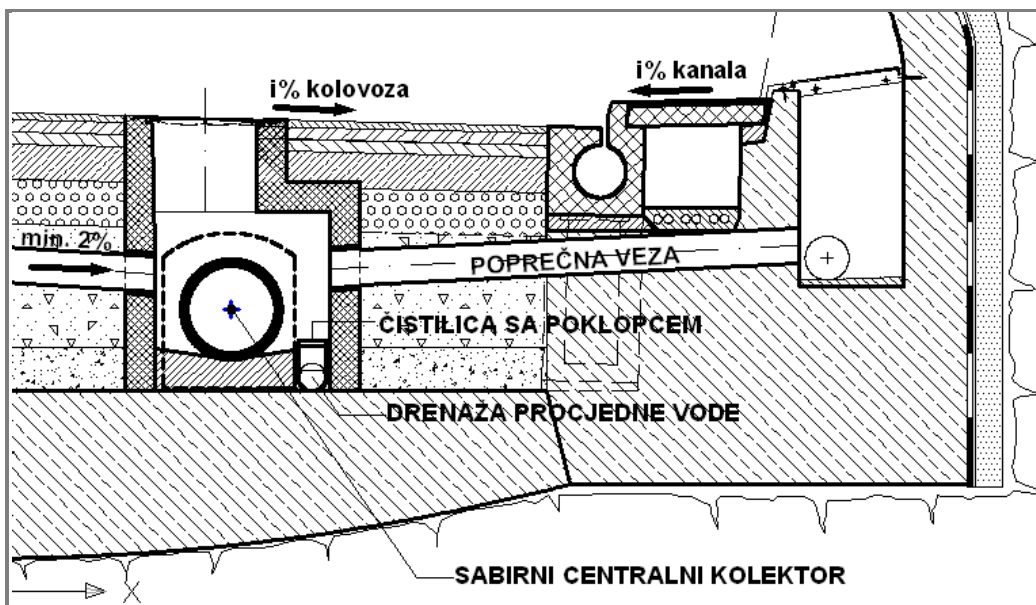 i% kolovoza
i% kanala
min. 2%
POPREČNA VEZA
ČISTILICA SA POKLOPCEM
DRENAŽA PROCJEDNE VODE
SABIRNI CENTRALNI KOLEKTOR
X